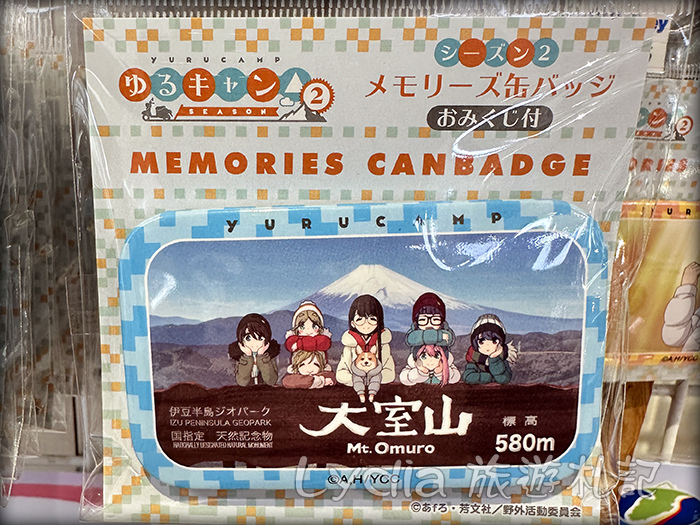 YURUCAMP
ゆるキャン△2
SEASON
シーズン2
メモリーズ缶バッジ
おみくじ付
MEMORIES CANBADGE
YURUCAMP
伊豆半島ジオパーク
IZU PENINSULA GEOPARK
国指定 天然記念物
NATIONALLY DESIGNATED NATURAL MONUMENT
大室山
Mt. Omuro
標高
580m
©A,H/YCC
©あfろ・芳文社/野外活動委員会
Lydia 旅遊札記
MORIES
©A,H/YCC